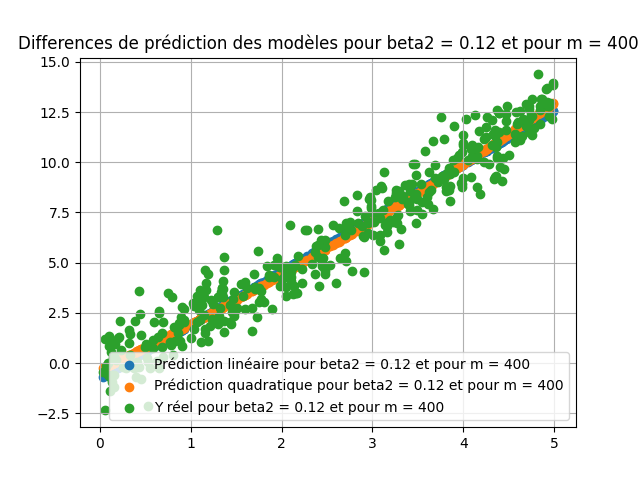 Differences de prédiction des modèles pour beta2 = 0.12 et pour m = 400
15.0
12.5
10.0
7.5
5.0
2.5
0.0
−2.5
Prédiction linéaire pour beta2 = 0.12 et pour m = 400
Prédiction quadratique pour beta2 = 0.12 et pour m = 400
Y réel pour beta2 = 0.12 et pour m = 400
0 1 2 3 4 5